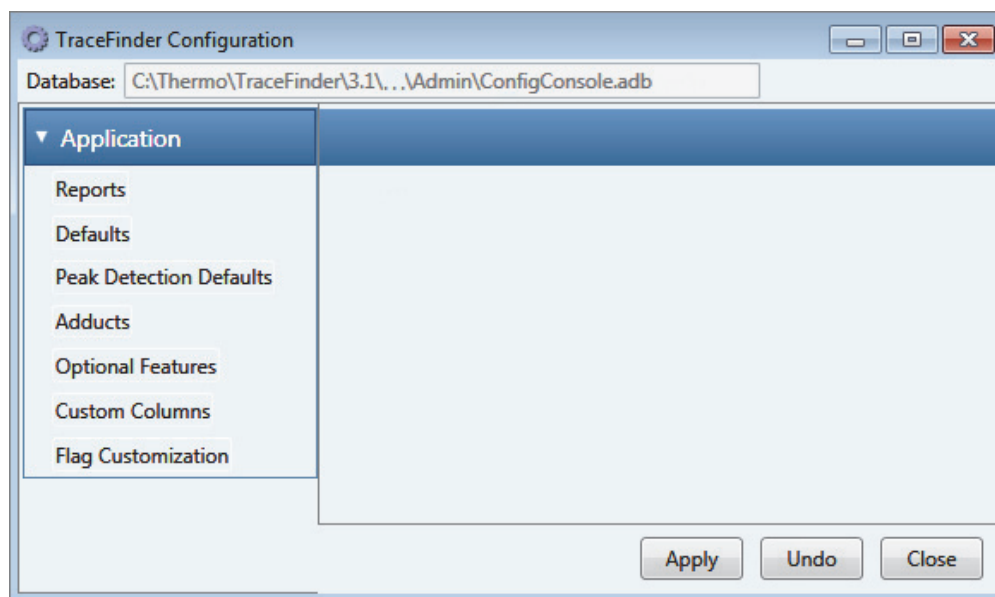 TraceFinder Configuration
Database: C:\Thermo\TraceFinder\3.1\...\Admin\ConfigConsole.adb
Application
Reports
Defaults
Peak Detection Defaults
Adducts
Optional Features
Custom Columns
Flag Customization
Apply Undo Close